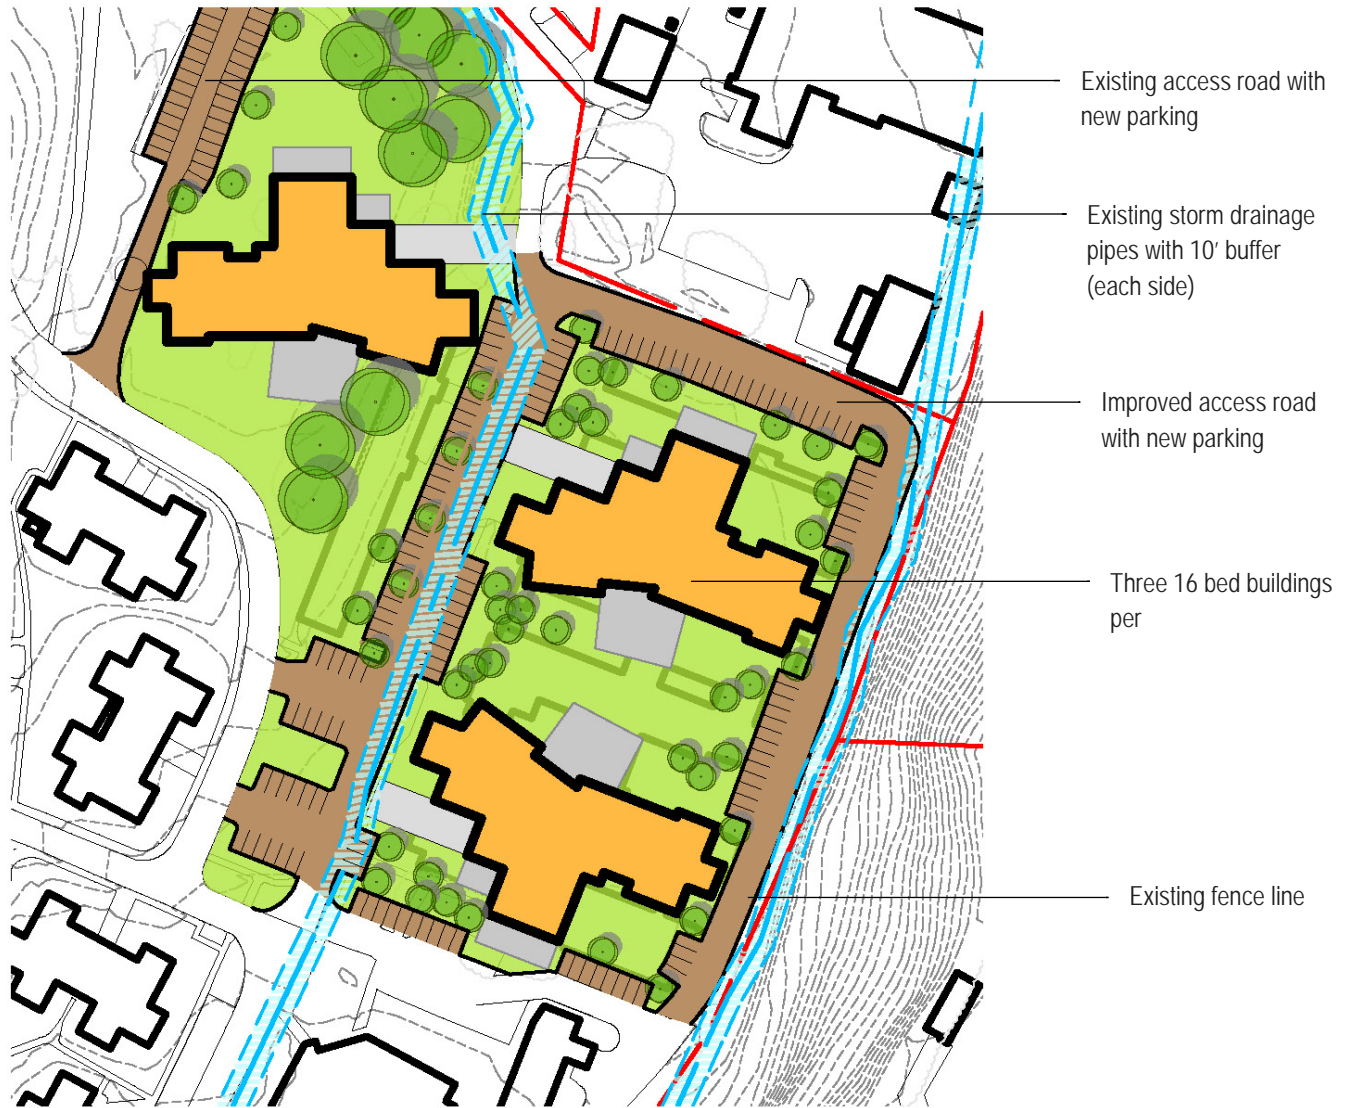 Existing access road with
new parking
Existing storm drainage
pipes with 10' buffer
(each side)
Improved access road
with new parking
Three 16 bed buildings
per
Existing fence line